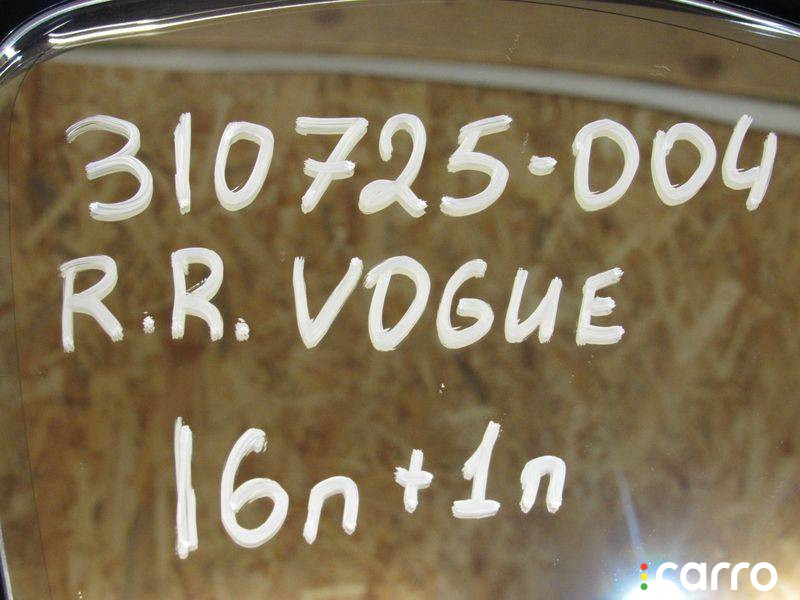 310725-004
R.R. VOGUE
16п+1п
carro